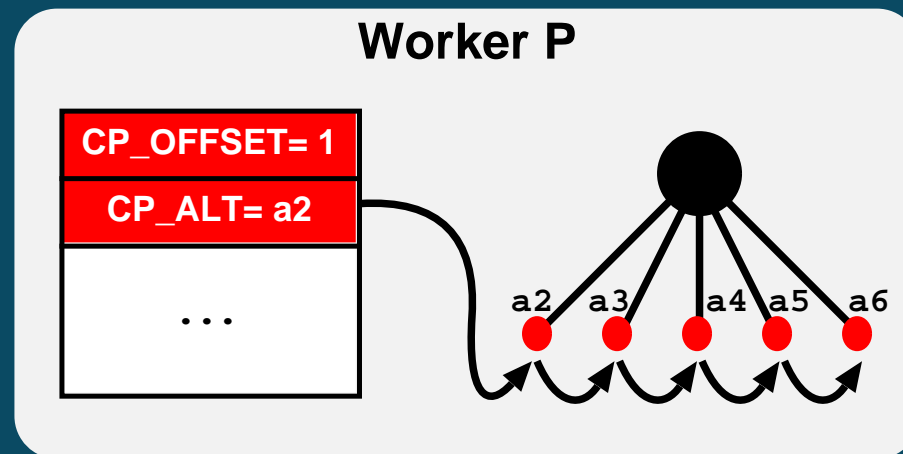 Worker P
CP_OFFSET= 1
CP_ALT= a2
...
a2 a3 a4 a5 a6